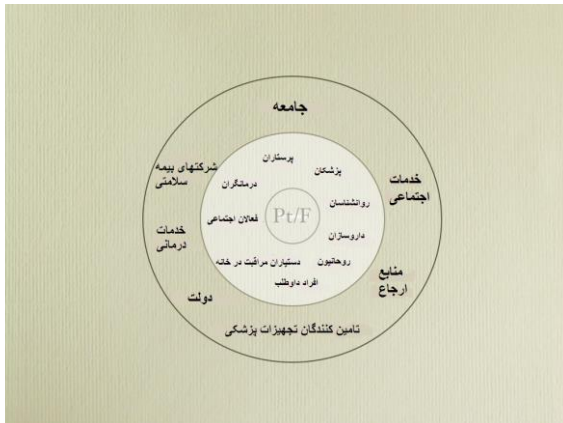 جامعه
شرکتهای بیمه
سلامتی
خدمات
اجتماعی
خدمات
درمانی
منابع
ارجاع
دولت
تامین کنندگان تجهیزات پزشکی
پرستاران
پزشکان
درمانگران
روانشناسان
فعالان اجتماعی
Pt/F
داروسازان
دستیاران مراقبت در خانه
روحانیون
افراد داوطلب